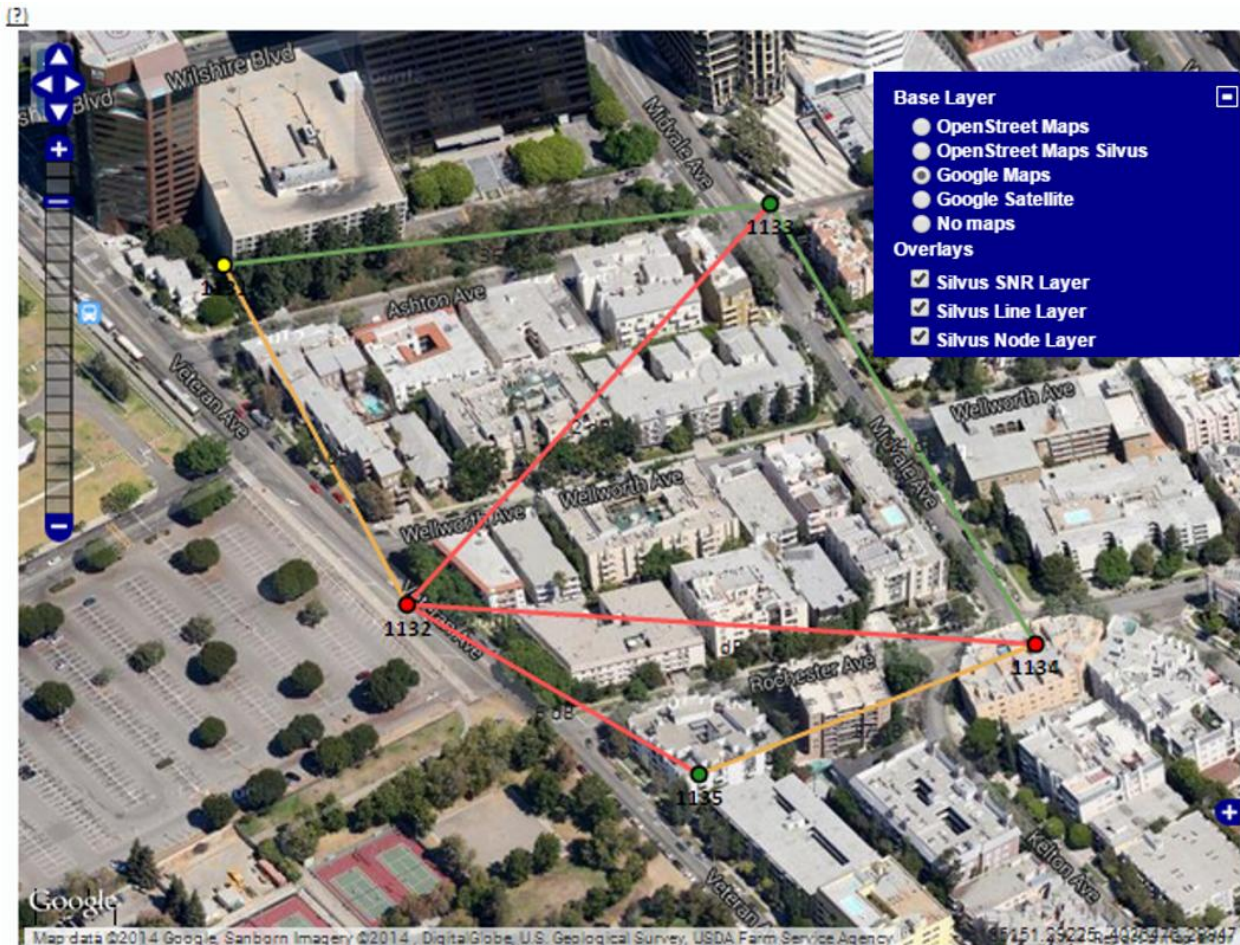 (?)
Wilshire Blvd
Blvd
Midvale Ave
Base Layer
OpenStreet Maps
OpenStreet Maps Silvus
Google Maps
Google Satellite
No maps
Overlays
Silvus SNR Layer
Silvus Line Layer
Silvus Node Layer
1133
Ashton Ave
Veteran Ave
Wellworth Ave
Midvale Ave
Wellworth Ave
Wellworth Ave
1132
1134
Rochester Ave
dB
1135
Kelton Ave
Veteran
Google
Map data ©2014 Google, Sanborn Imagery ©2014 , DigitalGlobe, U.S. Geological Survey, USDA Farm Service Agency